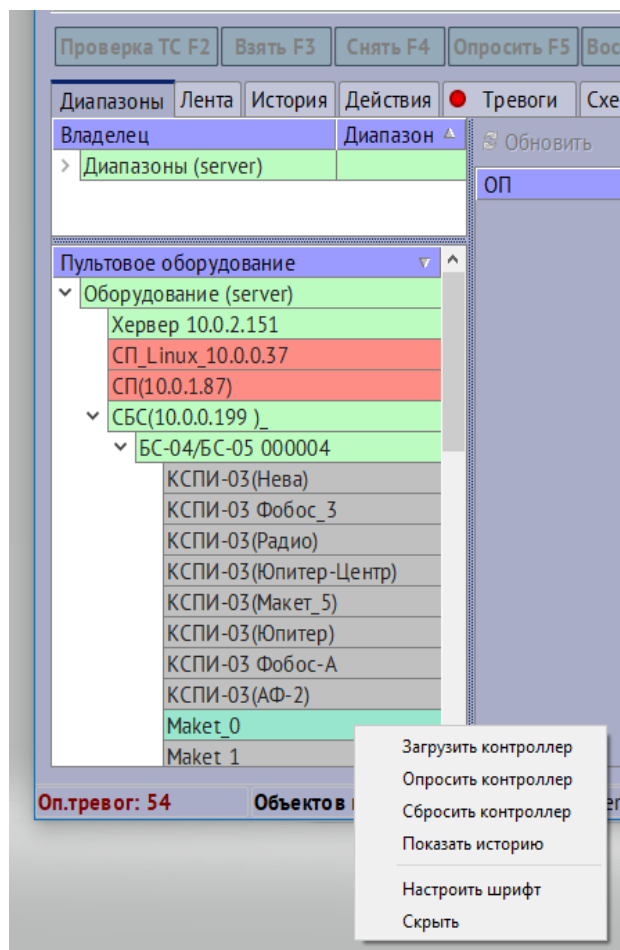 Проверка ТС F2 Взять F3 Снять F4 Опросить F5
Диапазоны Лента История Действия Тревоги
Владелец Диапазон Обновить
Диапазоны (server) ОП
Пультовое оборудование
Оборудование (server)
Хервер 10.0.2.151
СП_Linux_10.0.0.37
СП(10.0.1.87)
СБС(10.0.0.199 )_
БС-04/БС-05 000004
КСПИ-03(Нева)
КСПИ-03 Фобос_3
КСПИ-03(Радио)
КСПИ-03(Юпитер-Центр)
КСПИ-03(Макет_5)
КСПИ-03(Юпитер)
КСПИ-03 Фобос-А
КСПИ-03(АФ-2)
Maket_0
Maket_1
Загрузить контроллер
Опросить контроллер
Сбросить контроллер
Показать историю
Настроить шрифт
Скрыть
Оп.тревог: 54 Объектов